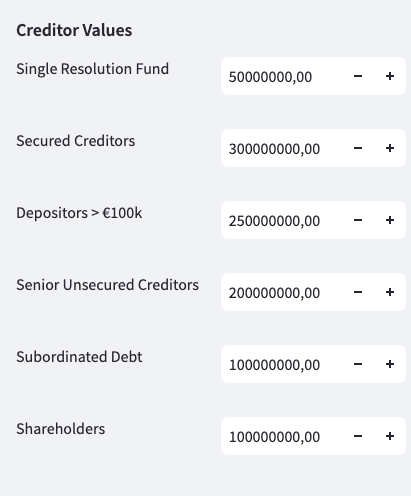 Creditor Values
Single Resolution Fund 50000000,00 − +
Secured Creditors 300000000,00 − +
Depositors > €100k 250000000,00 − +
Senior Unsecured Creditors 200000000,00 − +
Subordinated Debt 100000000,00 − +
Shareholders 100000000,00 − +